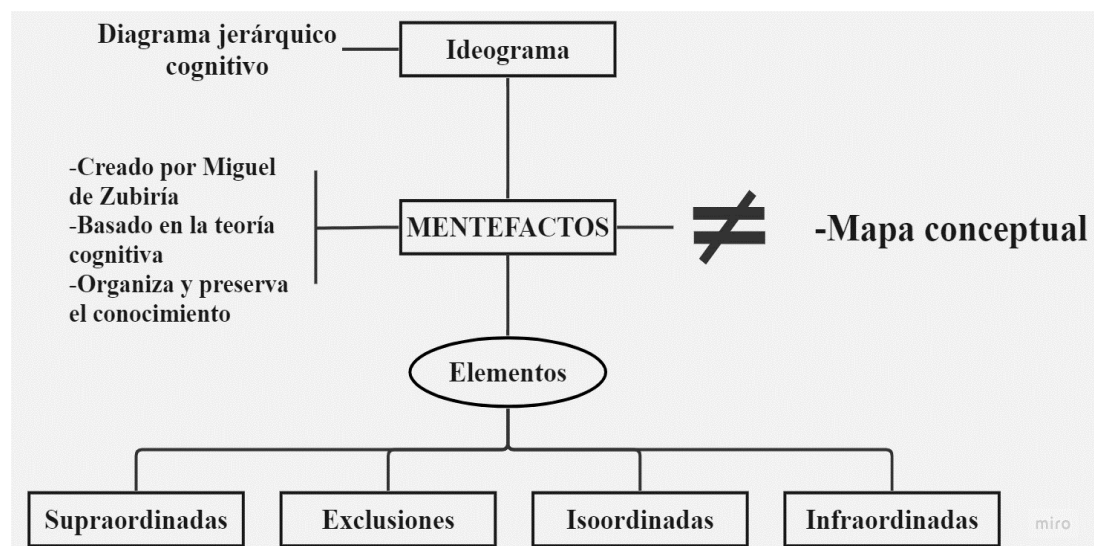 Diagrama jerárquico
cognitivo
Ideograma
-Creado por Miguel
de Zubiría
-Basado en la teoría
cognitiva
-Organiza y preserva
el conocimiento
MENTEFACTOS
≠
-Mapa conceptual
Elementos
Supraordinadas
Exclusiones
Isoordinadas
Infraordinadas
miro